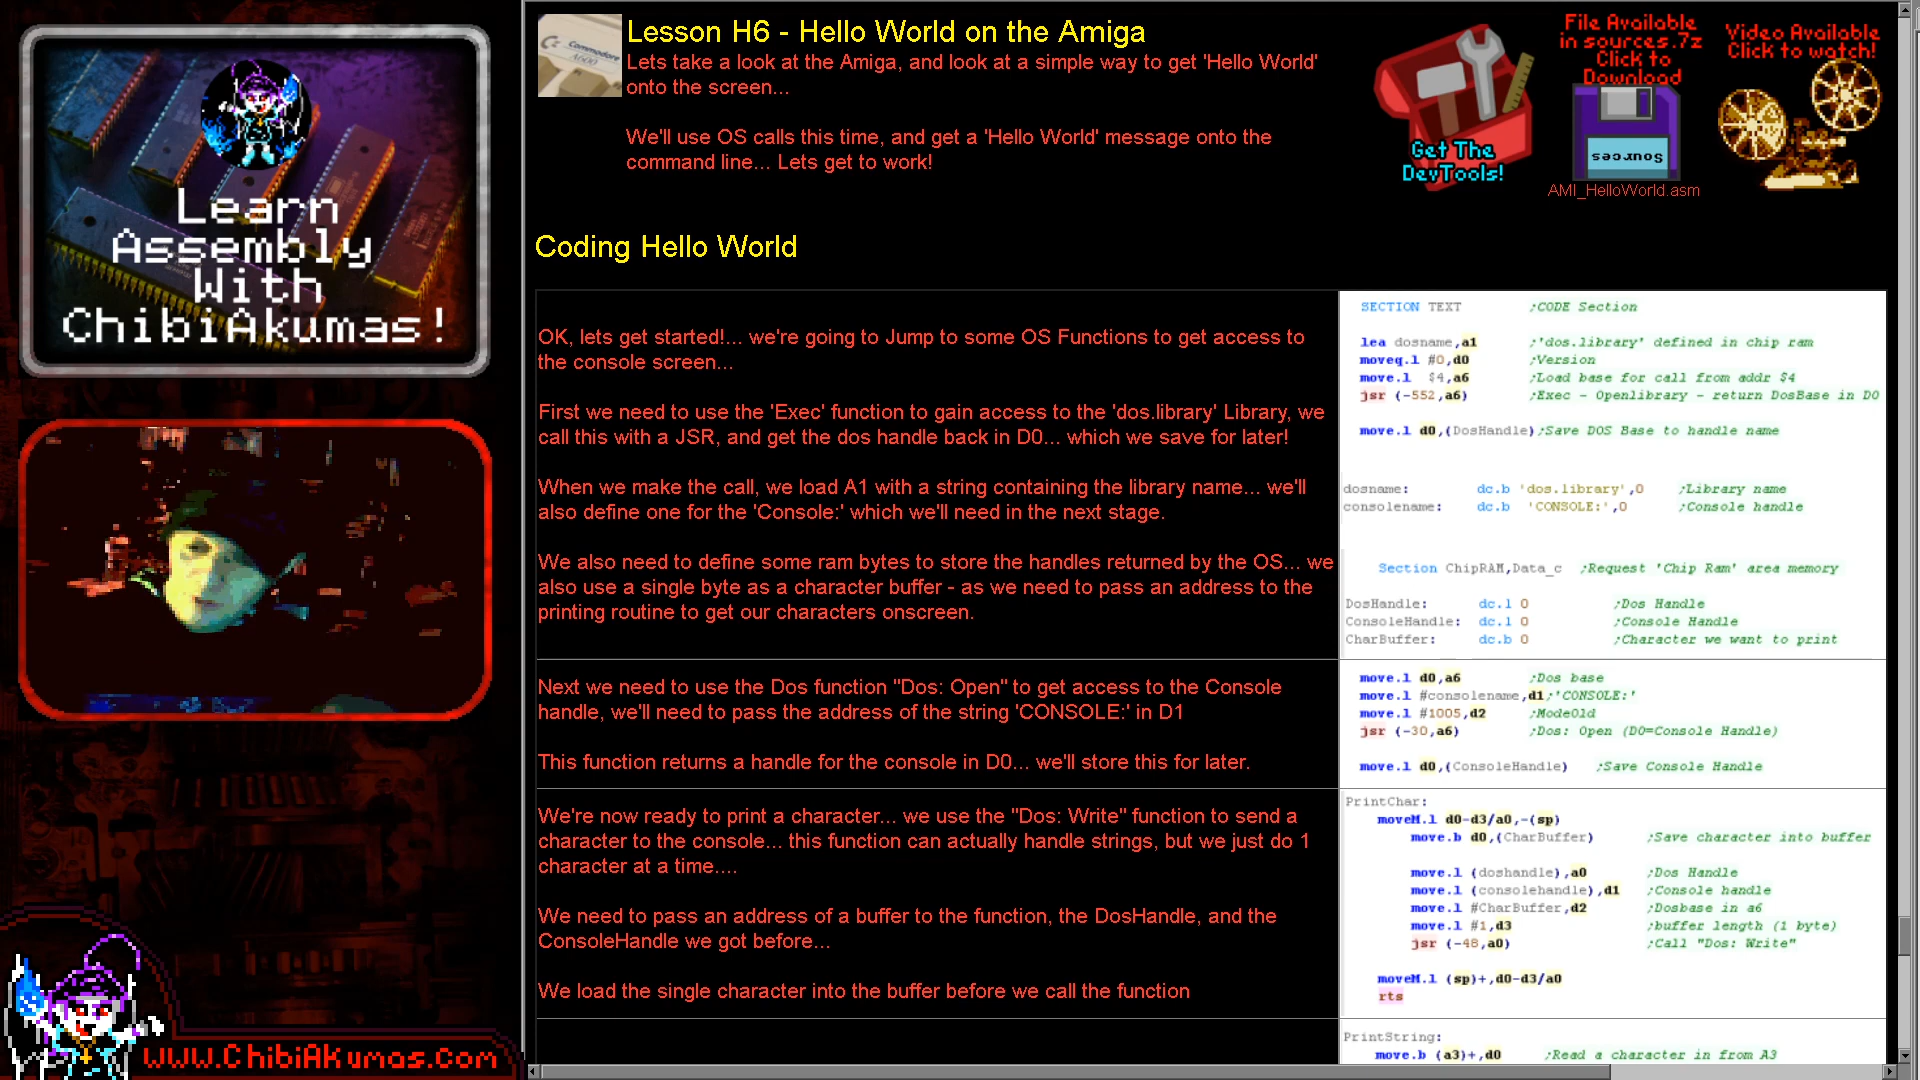 Learn
Assembly
With
ChibiAkumas!
www.ChibiAkumas.com
Commodore
A600
Lesson H6 - Hello World on the Amiga
Lets take a look at the Amiga, and look at a simple way to get 'Hello World'
onto the screen...
We'll use OS calls this time, and get a 'Hello World' message onto the
command line... Lets get to work!
Get The
DevTools!
File Available
in sources.7z
Click to
Download
Sources
AMI_HelloWorld.asm
Video Available
Click to watch!
Coding Hello World
OK, lets get started!... we're going to Jump to some OS Functions to get access to
the console screen...
First we need to use the 'Exec' function to gain access to the 'dos.library' Library, we
call this with a JSR, and get the dos handle back in D0... which we save for later!
When we make the call, we load A1 with a string containing the library name... we'll
also define one for the 'Console:' which we'll need in the next stage.
We also need to define some ram bytes to store the handles returned by the OS... we
also use a single byte as a character buffer - as we need to pass an address to the
printing routine to get our characters onscreen.
SECTION TEXT ;CODE Section
lea dosname,a1 ;'dos.library' defined in chip ram
moveq.l #0,d0 ;Version
move.l $4,a6 ;Load base for call from addr $4
jsr (-552,a6) ;Exec - Openlibrary - return DosBase in D0
move.l d0,(DosHandle);Save DOS Base to handle name
dosname: dc.b 'dos.library',0 ;Library name
consolename: dc.b 'CONSOLE:',0 ;Console handle
Section ChipRAM,Data_c ;Request 'Chip Ram' area memory
DosHandle: dc.l 0 ;Dos Handle
ConsoleHandle: dc.l 0 ;Console Handle
CharBuffer: dc.b 0 ;Character we want to print
Next we need to use the Dos function "Dos: Open" to get access to the Console
handle, we'll need to pass the address of the string 'CONSOLE:' in D1
This function returns a handle for the console in D0... we'll store this for later.
move.l d0,a6 ;Dos base
move.l #consolename,d1;'CONSOLE:'
move.l #1005,d2 ;ModeOld
jsr (-30,a6) ;Dos: Open (D0=Console Handle)
move.l d0,(ConsoleHandle) ;Save Console Handle
We're now ready to print a character... we use the "Dos: Write" function to send a
character to the console... this function can actually handle strings, but we just do 1
character at a time....
We need to pass an address of a buffer to the function, the DosHandle, and the
ConsoleHandle we got before...
We load the single character into the buffer before we call the function
PrintChar:
moveM.l d0-d3/a0,-(sp)
move.b d0,(CharBuffer) ;Save character into buffer
move.l (doshandle),a0 ;Dos Handle
move.l (consolehandle),d1 ;Console handle
move.l #CharBuffer,d2 ;Dosbase in a6
move.l #1,d3 ;buffer length (1 byte)
jsr (-48,a0) ;Call "Dos: Write"
moveM.l (sp)+,d0-d3/a0
rts
PrintString:
move.b (a3)+,d0 ;Read a character in from A3